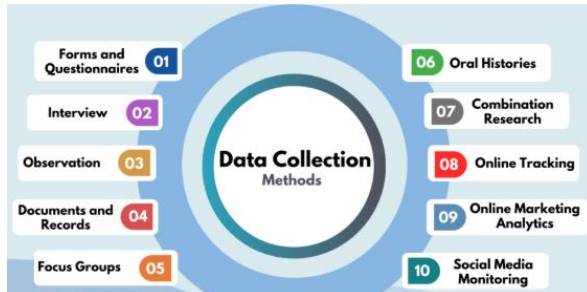 Forms and
Questionnaires
01
Interview
02
Observation
03
Documents and
Records
04
Focus Groups
05
Data Collection
Methods
06
Oral Histories
07
Combination
Research
08
Online Tracking
09
Online Marketing
Analytics
10
Social Media
Monitoring